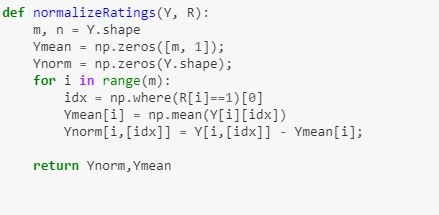 def normalizeRatings(Y, R):
    m, n = Y.shape
    Ymean = np.zeros([m, 1]);
    Ynorm = np.zeros(Y.shape);
    for i in range(m):
        idx = np.where(R[i]==1)[0]
        Ymean[i] = np.mean(Y[i][idx])
        Ynorm[i,[idx]] = Y[i,[idx]] - Ymean[i];
    return Ynorm,Ymean